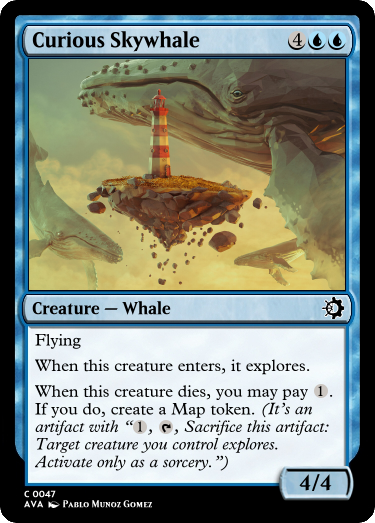 Curious Skywhale 4
Creature — Whale
Flying
When this creature enters, it explores.
When this creature dies, you may pay 1.
If you do, create a Map token. (It's an
artifact with “1, , Sacrifice this artifact:
Target creature you control explores.
Activate only as a sorcery.”)
4/4
C 0047
AVA Pablo Munoz Gomez